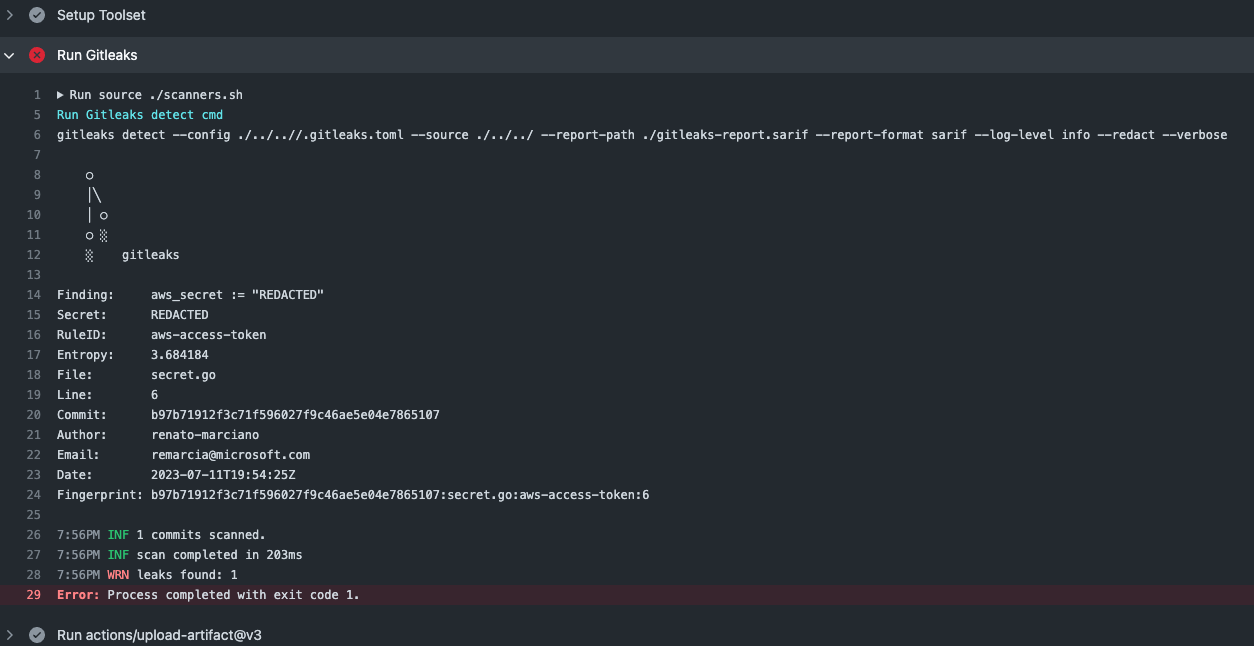 Setup Toolset
Run Gitleaks
1 ▶ Run source ./scanners.sh
5 Run Gitleaks detect cmd
6 gitleaks detect --config ./../..//.gitleaks.toml --source ./../../ --report-path ./gitleaks-report.sarif --report-format sarif --log-level info --redact --verbose
7
8     ○
9     |\
10     | ○
11     ○ ░
12     ░    gitleaks
13
14 Finding:     aws_secret := "REDACTED"
15 Secret:      REDACTED
16 RuleID:      aws-access-token
17 Entropy:     3.684184
18 File:        secret.go
19 Line:        6
20 Commit:      b97b71912f3c71f596027f9c46ae5e04e7865107
21 Author:      renato-marciano
22 Email:       remarcia@microsoft.com
23 Date:        2023-07-11T19:54:25Z
24 Fingerprint: b97b71912f3c71f596027f9c46ae5e04e7865107:secret.go:aws-access-token:6
25
26 7:56PM INF 1 commits scanned.
27 7:56PM INF scan completed in 203ms
28 7:56PM WRN leaks found: 1
29 Error: Process completed with exit code 1.
Run actions/upload-artifact@v3